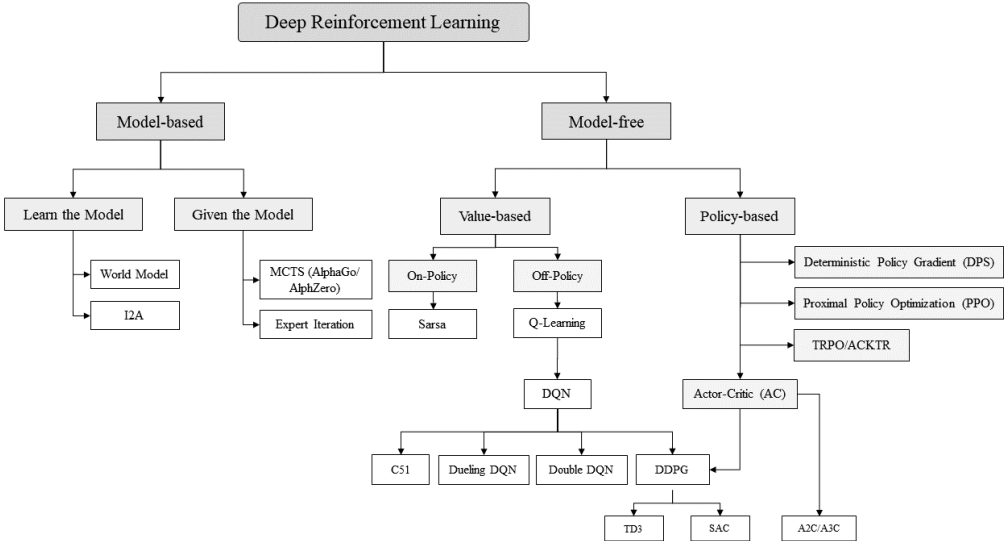 Deep Reinforcement Learning
Model-based
Model-free
Learn the Model
Given the Model
Value-based
Policy-based
World Model
I2A
MCTS (AlphaGo/
AlphZero)
Expert Iteration
On-Policy
Off-Policy
Sarsa
Q-Learning
Deterministic Policy Gradient (DPS)
Proximal Policy Optimization (PPO)
TRPO/ACKTR
DQN
Actor-Critic (AC)
C51
Dueling DQN
Double DQN
DDPG
TD3
SAC
A2C/A3C